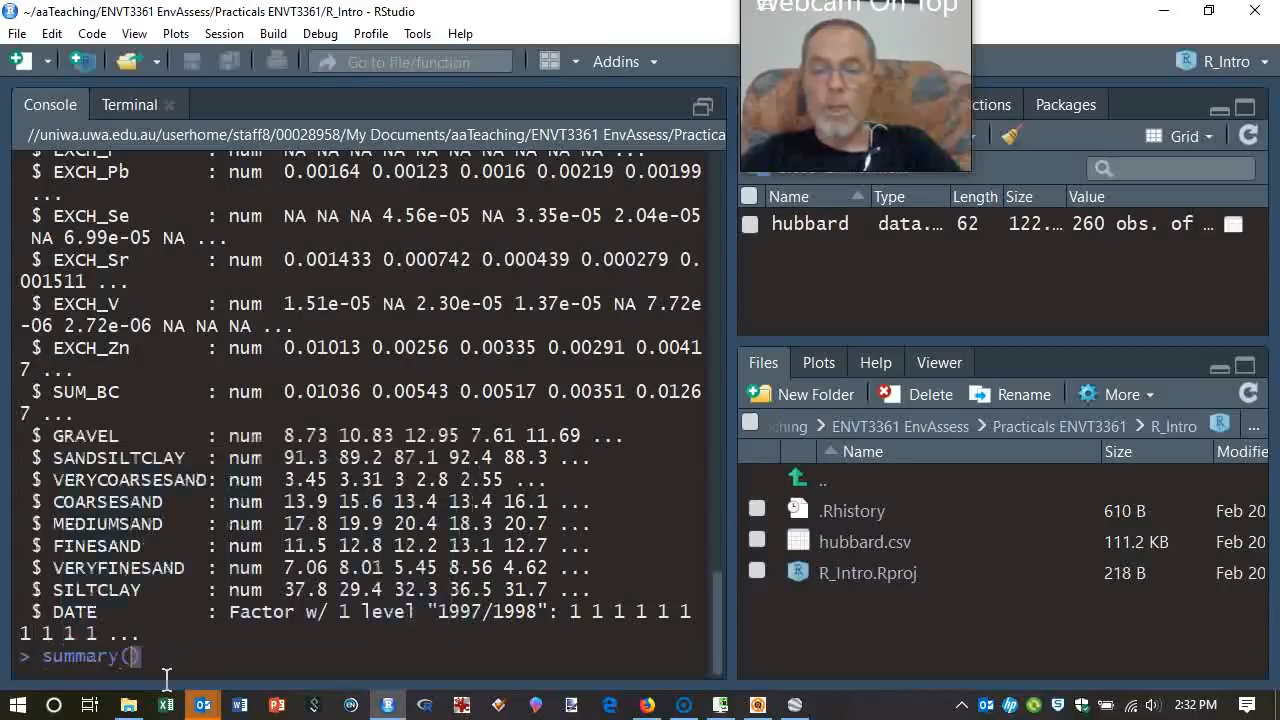 ~/aaTeaching/ENVT3361 EnvAssess/Practicals ENVT3361/R_Intro - RStudio
Webcam On Top
File Edit Code View Plots Session Build Debug Profile Tools Help
Go to file/function
Addins
R_Intro
Console Terminal
Packages
//uniwa.uwa.edu.au/userhome/staff8/00028958/My Documents/aaTeaching/ENVT3361 EnvAssess/Practica
Grid
Name Type Length Size Value
hubbard data.... 62 122.... 260 obs. of ...
$ EXCH_Pb : num 0.00164 0.00123 0.0016 0.00219 0.00199
...
$ EXCH_Se : num NA NA NA 4.56e-05 NA 3.35e-05 2.04e-05
NA 6.99e-05 NA ...
$ EXCH_Sr : num 0.001433 0.000742 0.000439 0.000279 0.
001511 ...
$ EXCH_V : num 1.51e-05 NA 2.30e-05 1.37e-05 NA 7.72e
-06 2.72e-06 NA NA NA ...
$ EXCH_Zn : num 0.01013 0.00256 0.00335 0.00291 0.0041
7 ...
$ SUM_BC : num 0.01036 0.00543 0.00517 0.00351 0.0126
7 ...
$ GRAVEL : num 8.73 10.83 12.95 7.61 11.69 ...
$ SANDSILTCLAY : num 91.3 89.2 87.1 92.4 88.3 ...
$ VERYCOARSESAND: num 3.45 3.31 3 2.8 2.55 ...
$ COARSESAND : num 13.9 15.6 13.4 13.4 16.1 ...
$ MEDIUMSAND : num 17.8 19.9 20.4 18.3 20.7 ...
$ FINESAND : num 11.5 12.8 12.2 13.1 12.7 ...
$ VERYFINESAND : num 7.06 8.01 5.45 8.56 4.62 ...
$ SILTCLAY : num 37.8 29.4 32.3 36.5 31.7 ...
$ DATE : Factor w/ 1 level "1997/1998": 1 1 1 1 1 1
1 1 1 1 ...
> summary()
Files Plots Help Viewer
New Folder Delete Rename More
ching ENVT3361 EnvAssess Practicals ENVT3361 R_Intro ...
Name Size Modifie
..
.Rhistory 610 B Feb 20
hubbard.csv 111.2 KB Feb 20
R_Intro.Rproj 218 B Feb 20
2:32 PM